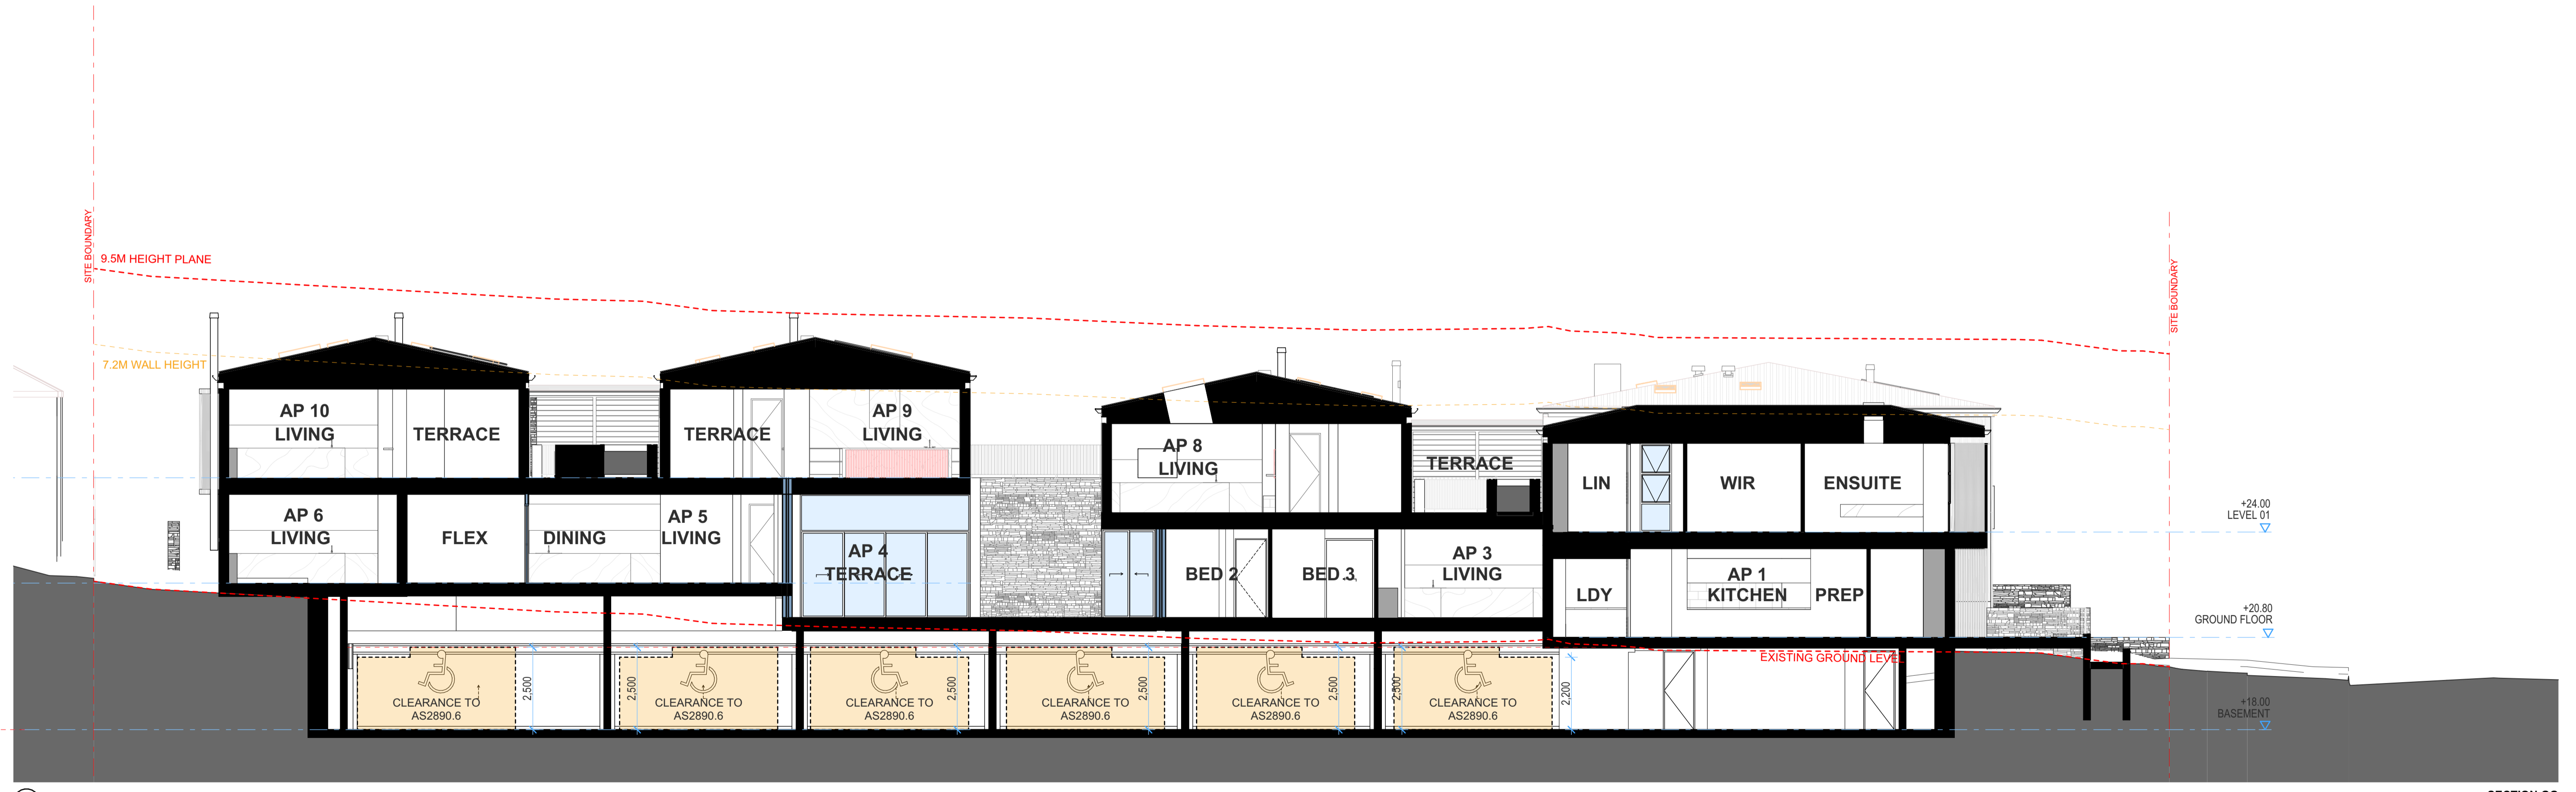 SITE BOUNDARY
9.5M HEIGHT PLANE
SITE BOUNDARY
7.2M WALL HEIGHT
AP 10
LIVING
TERRACE
TERRACE
AP 9
LIVING
AP 8
LIVING
TERRACE
LIN
WIR
ENSUITE
+24.00
LEVEL 01
AP 6
LIVING
FLEX
DINING
AP 5
LIVING
AP 4
TERRACE
BED 2
BED 3
AP 3
LIVING
LDY
AP 1
KITCHEN
PREP
+20.80
GROUND FLOOR
EXISTING GROUND LEVEL
CLEARANCE TO
AS2890.6
2,500
2,500
CLEARANCE TO
AS2890.6
CLEARANCE TO
AS2890.6
2,500
CLEARANCE TO
AS2890.6
2,500
CLEARANCE TO
AS2890.6
2,500
2,500
CLEARANCE TO
AS2890.6
2,200
+18.00
BASEMENT